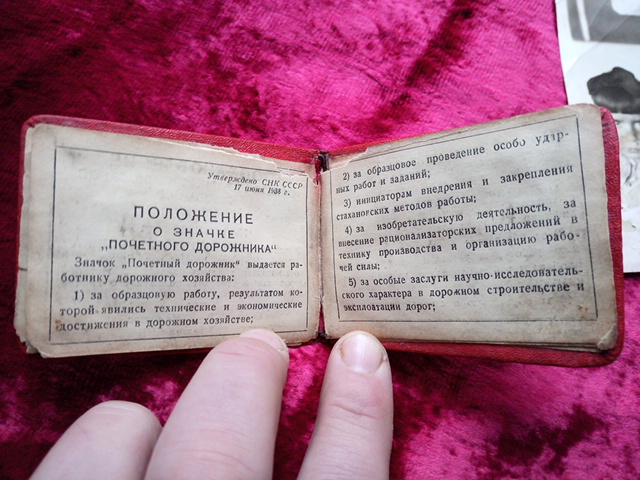 Утверждено СНК СССР
17 июня 1938 г.
ПОЛОЖЕНИЕ
О ЗНАЧКЕ
„ПОЧЕТНОГО ДОРОЖНИКА“
Значок „Почетный дорожник“ выдается ра-
ботнику дорожного хозяйства:
1) за образцовую работу, результатом ко-
торой явились технические и экономические
достижения в дорожном хозяйстве;
2) за образцовое проведение особо удар-
ных работ и заданий;
3) инициаторам внедрения и закрепления
стахановских методов работы;
4) за изобретательскую деятельность, за
внесение рационализаторских предложений в
технику производства и организацию рабо-
чей силы;
5) за особые заслуги научно-исследователь-
ского характера в дорожном строительстве и
эксплоатации дорог;